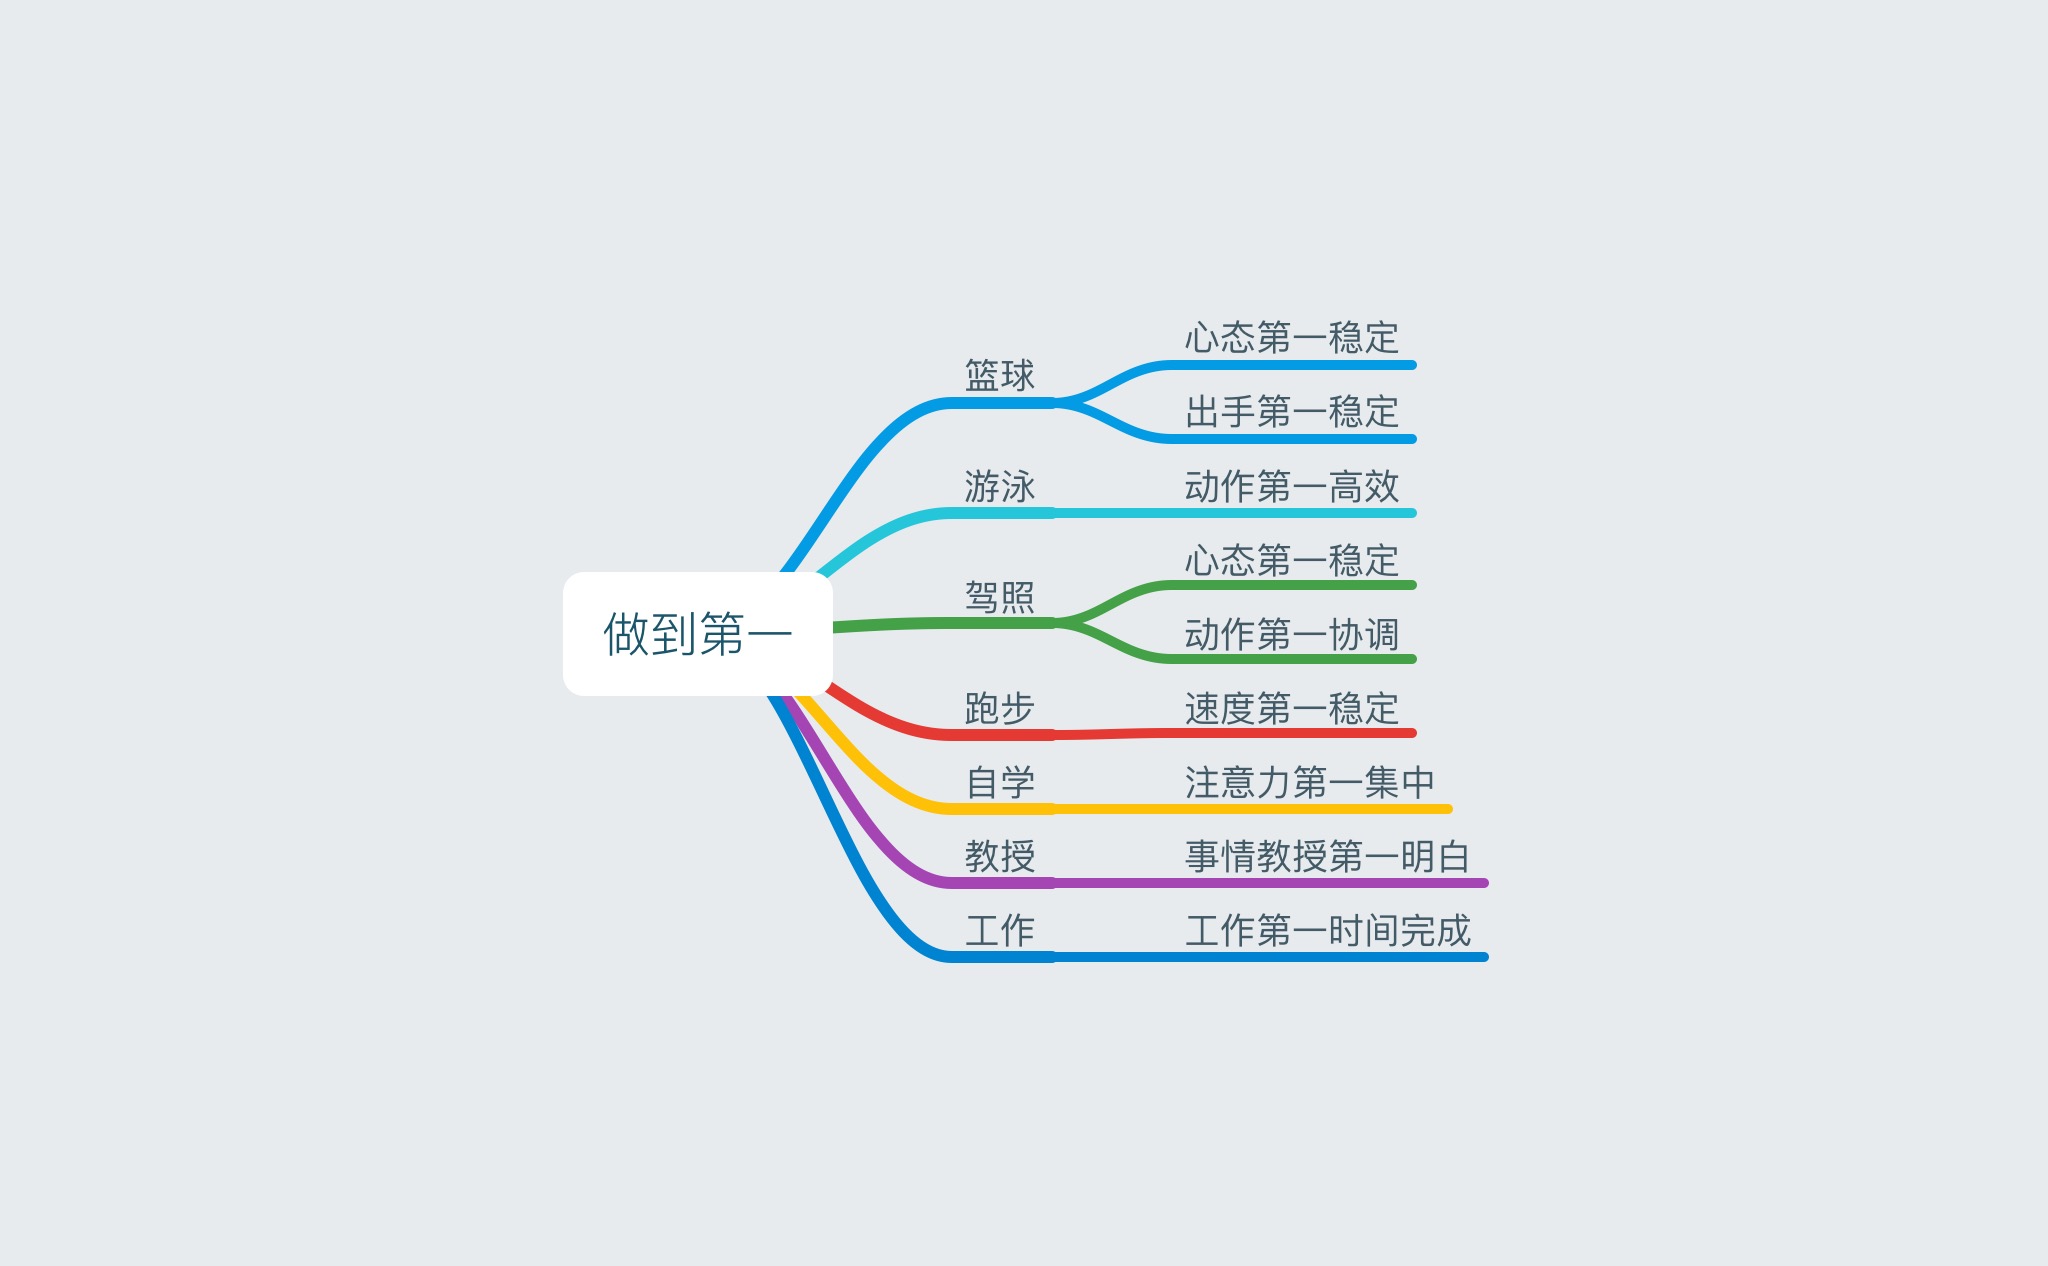 做到第一
篮球
心态第一稳定
出手第一稳定
游泳
动作第一高效
驾照
心态第一稳定
动作第一协调
跑步
速度第一稳定
自学
注意力第一集中
教授
事情教授第一明白
工作
工作第一时间完成